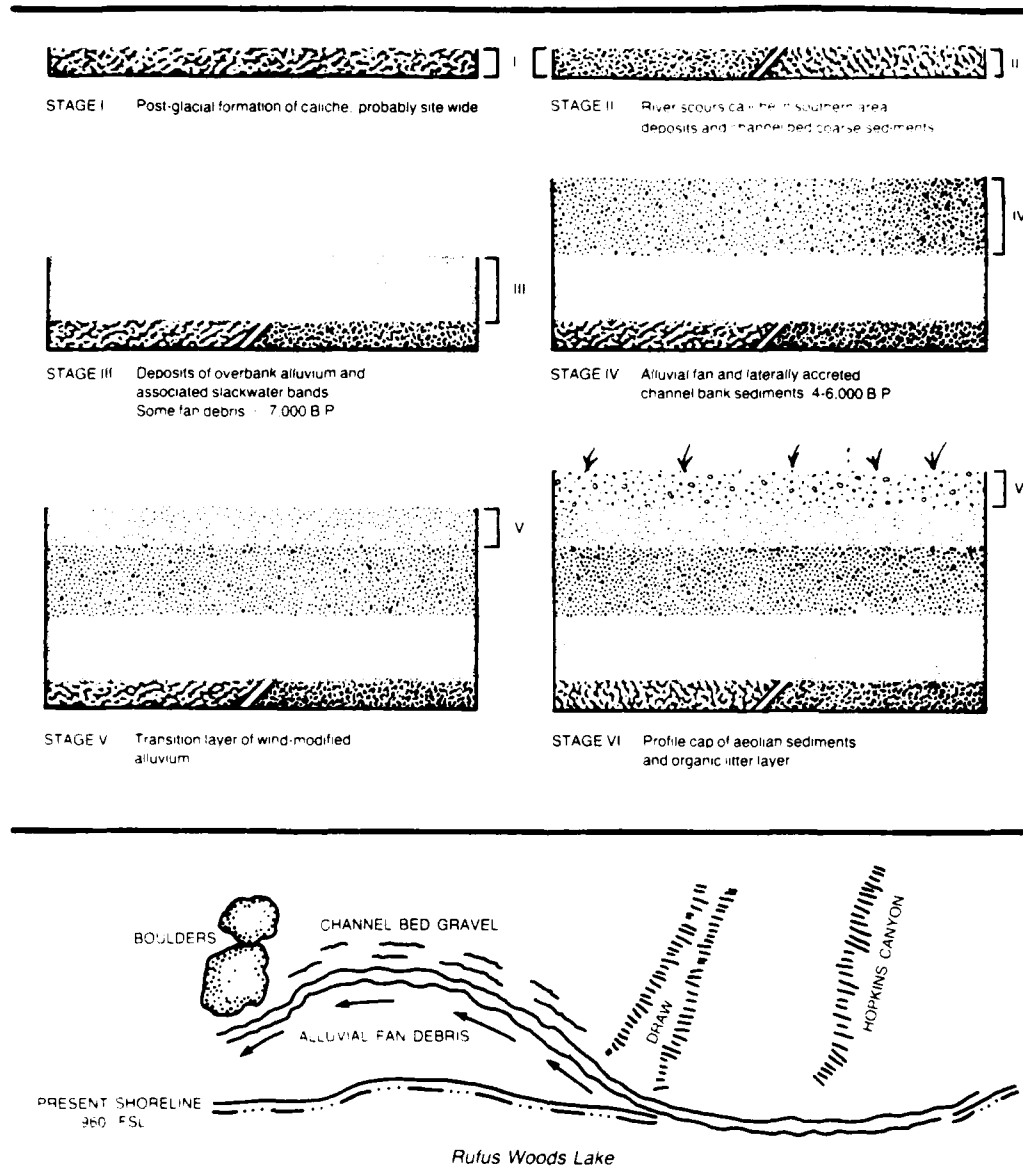 I
II
STAGE I Post-glacial formation of caliche, probably site wide
STAGE II River scours caliche in southern area
deposits and channel bed coarse sediments
III
IV
STAGE III Deposits of overbank alluvium and
associated slackwater bands
Some fan debris 7,000 B P
STAGE IV Alluvial fan and laterally accreted
channel bank sediments 4-6,000 B P
V
V
STAGE V Transition layer of wind-modified
alluvium
STAGE VI Profile cap of aeolian sediments
and organic litter layer
BOULDERS
CHANNEL BED GRAVEL
DRAW
HOPKINS CANYON
ALLUVIAL FAN DEBRIS
PRESENT SHORELINE
960
Rufus Woods Lake